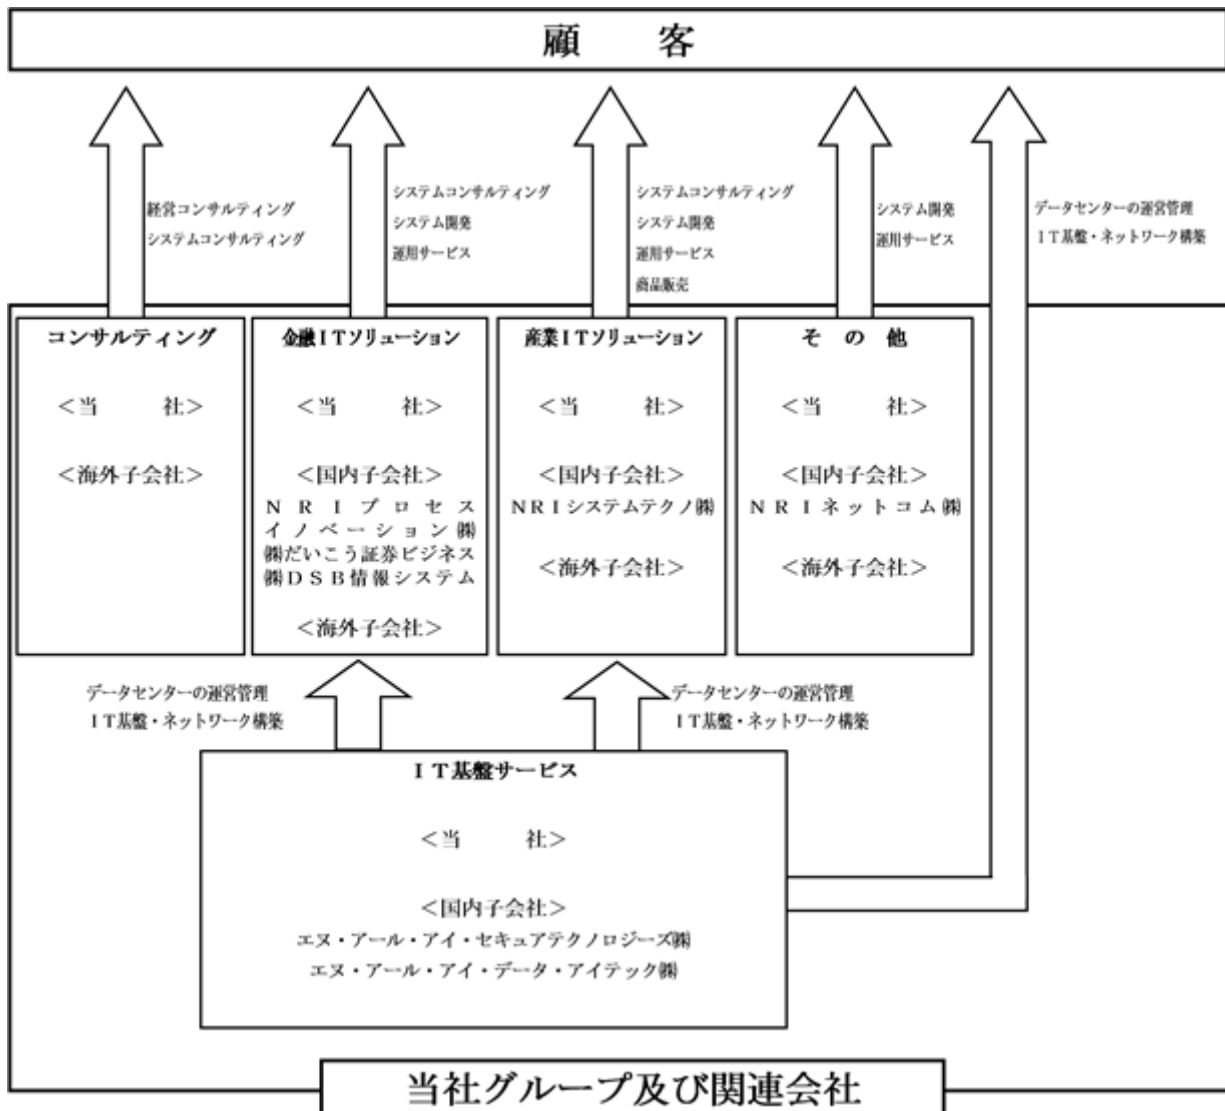 顧　客
経営コンサルティング
システムコンサルティング
システムコンサルティング
システム開発
運用サービス
システムコンサルティング
システム開発
運用サービス
商品販売
システム開発
運用サービス
データセンターの運営管理
ＩＴ基盤・ネットワーク構築
コンサルティング
＜当　社＞
＜海外子会社＞
金融ＩＴソリューション
＜当　社＞
＜国内子会社＞
ＮＲＩプロセス
イノベーション㈱
㈱だいこう証券ビジネス
㈱ＤＳＢ情報システム
＜海外子会社＞
産業ＩＴソリューション
＜当　社＞
＜国内子会社＞
ＮＲＩシステムテクノ㈱
＜海外子会社＞
その他
＜当　社＞
＜国内子会社＞
ＮＲＩネットコム㈱
＜海外子会社＞
データセンターの運営管理
ＩＴ基盤・ネットワーク構築
データセンターの運営管理
ＩＴ基盤・ネットワーク構築
ＩＴ基盤サービス
＜当　社＞
＜国内子会社＞
エヌ・アール・アイ・セキュアテクノロジーズ㈱
エヌ・アール・アイ・データ・アイテック㈱
当社グループ及び関連会社